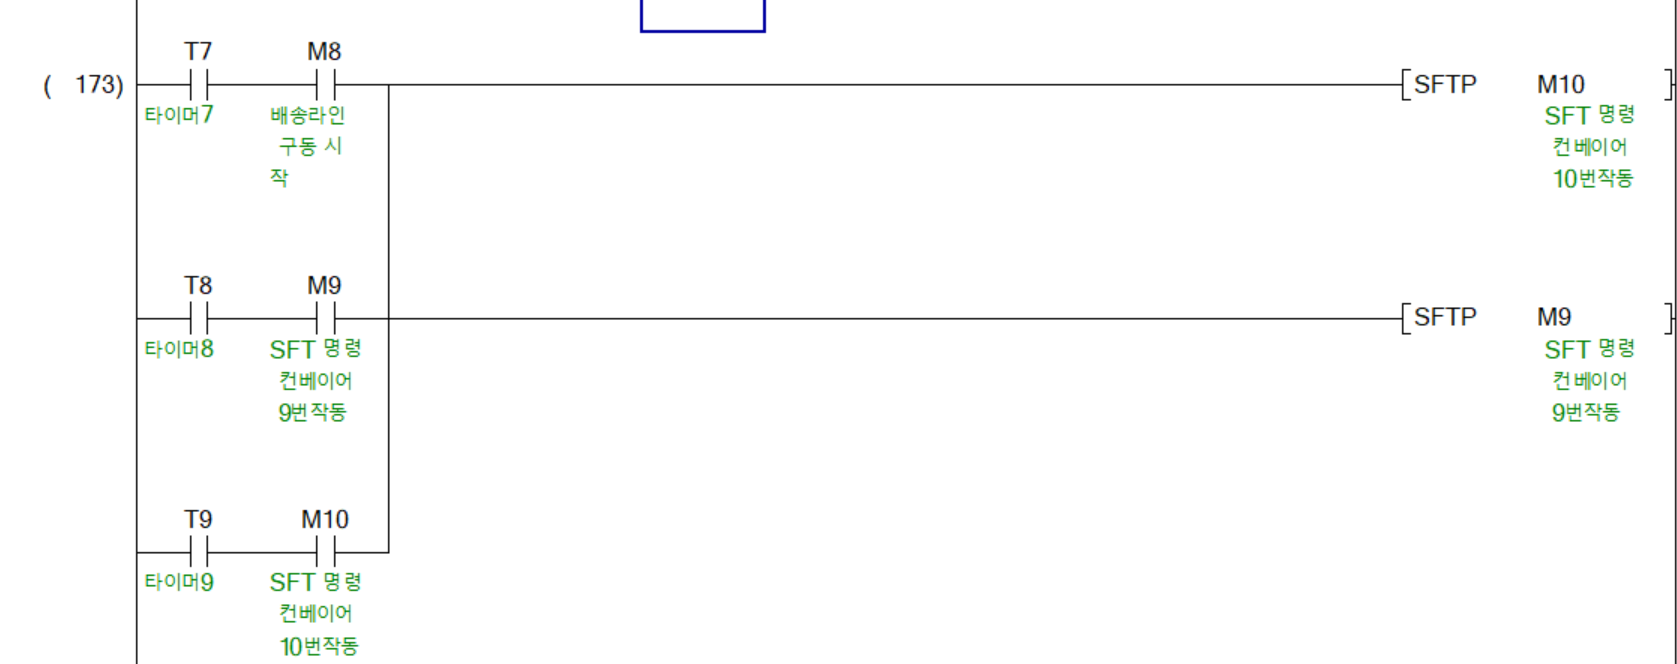 T7 M8
( 173) [SFTP M10 ]
타이머7 배송라인 SFT 명령
구동 시 컨베이어
작 10번작동
T8 M9
[SFTP M9 ]
타이머8 SFT 명령 SFT 명령
컨베이어 컨베이어
9번작동 9번작동
T9 M10
타이머9 SFT 명령
컨베이어
10번작동